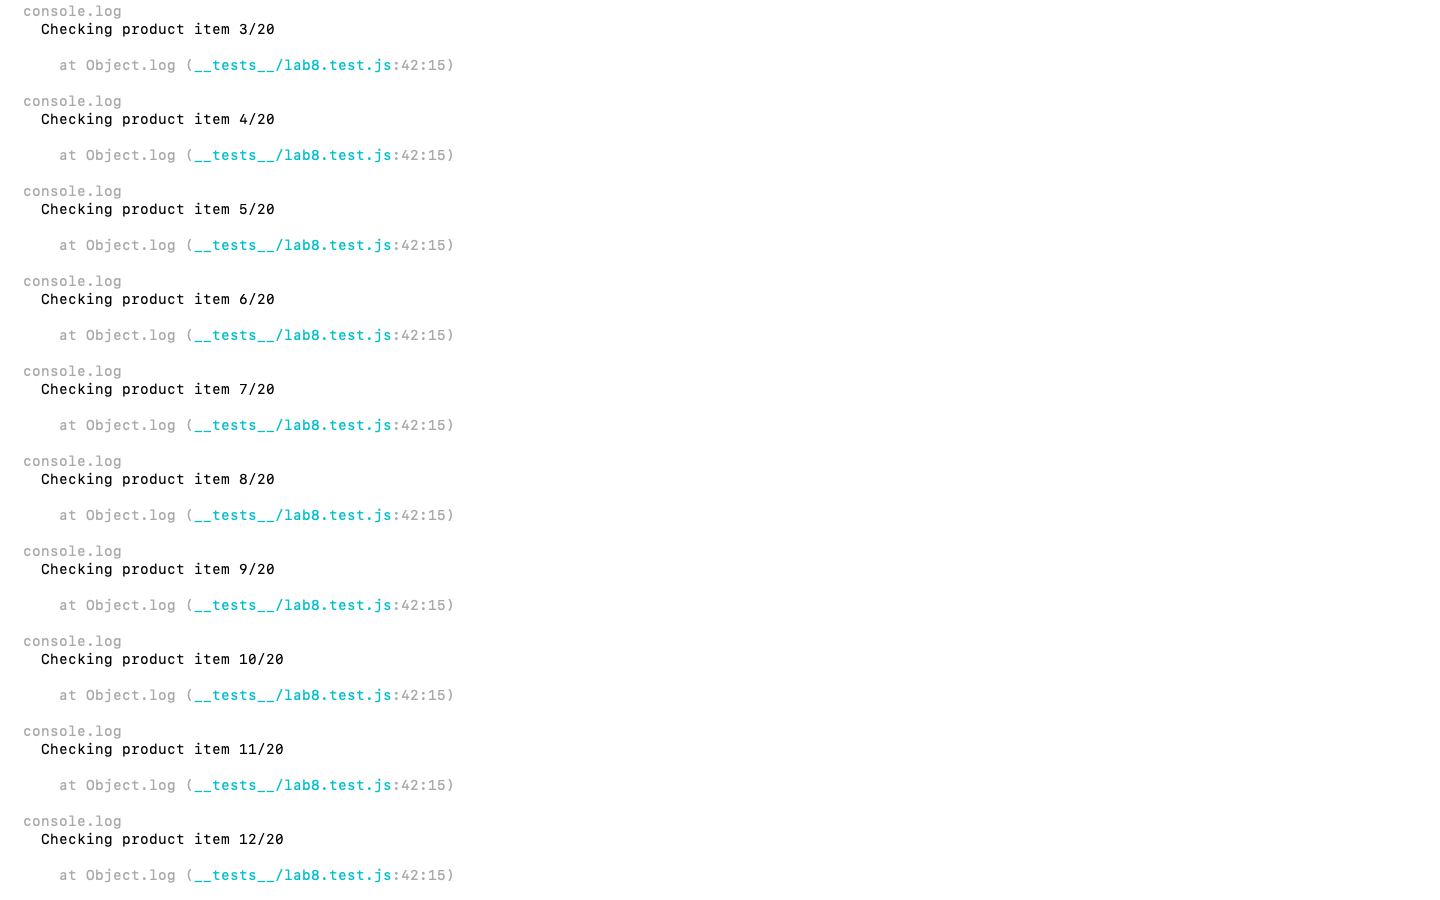 console.log
Checking product item 3/20
at Object.log (__tests__/lab8.test.js:42:15)
console.log
Checking product item 4/20
at Object.log (__tests__/lab8.test.js:42:15)
console.log
Checking product item 5/20
at Object.log (__tests__/lab8.test.js:42:15)
console.log
Checking product item 6/20
at Object.log (__tests__/lab8.test.js:42:15)
console.log
Checking product item 7/20
at Object.log (__tests__/lab8.test.js:42:15)
console.log
Checking product item 8/20
at Object.log (__tests__/lab8.test.js:42:15)
console.log
Checking product item 9/20
at Object.log (__tests__/lab8.test.js:42:15)
console.log
Checking product item 10/20
at Object.log (__tests__/lab8.test.js:42:15)
console.log
Checking product item 11/20
at Object.log (__tests__/lab8.test.js:42:15)
console.log
Checking product item 12/20
at Object.log (__tests__/lab8.test.js:42:15)